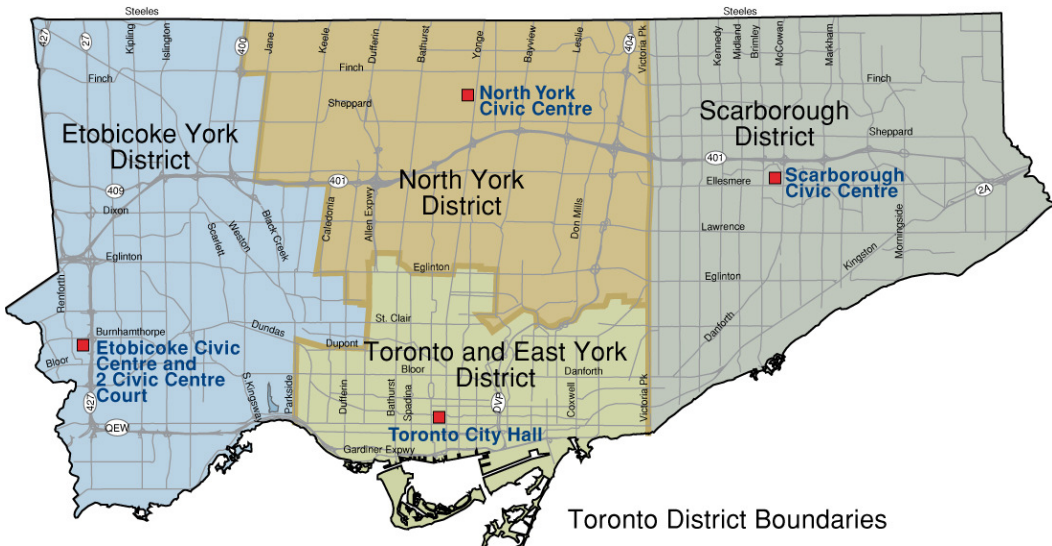 Steeles
Steeles
427
27
Kipling
Islington
400
Jane
Keele
Dufferin
Bathurst
Yonge
Bayview
Leslie
404
Victoria Pk
Kennedy
Midland
Brimley
McCowan
Markham
Finch
Finch
Finch
Sheppard
North York
Civic Centre
Etobicoke York
District
Scarborough
District
Sheppard
401
409
401
North York
District
Ellesmere
Scarborough
Civic Centre
2A
Dixon
Scarlett
Weston
Black Creek
Caledonia
Allen Expwy
Don Mills
Lawrence
Morningside
Kingston
Eglinton
Eglinton
Eglinton
Renforth
Burnhamthorpe
Dundas
St. Clair
Dupont
Danforth
Bloor
Etobicoke Civic
Centre and
2 Civic Centre
Court
Toronto and East York
District
Bloor
Danforth
427
QEW
S Kingsway
Parkside
Dufferin
Bathurst
Spadina
DVP
Coxwell
Victoria Pk
Toronto City Hall
Gardiner Expwy
Toronto District Boundaries